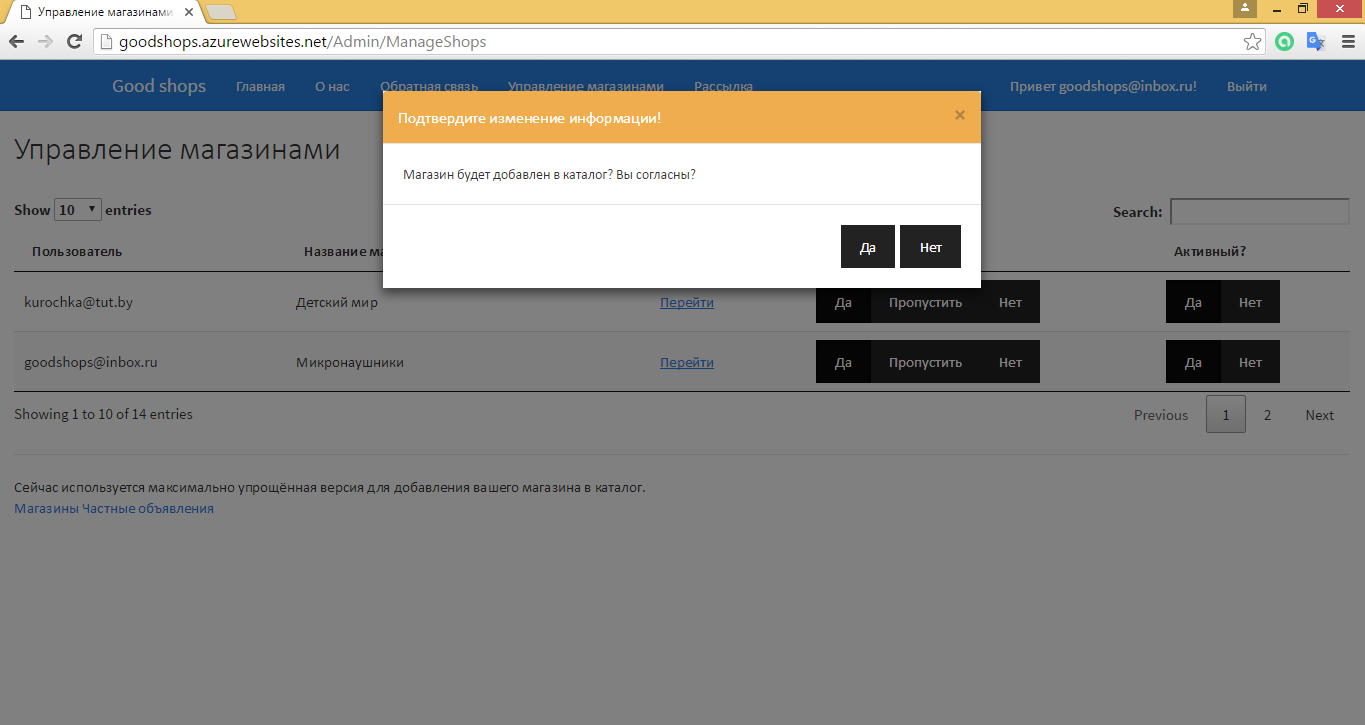 Управление магазинами
goodshops.azurewebsites.net/Admin/ManageShops
Good shops Главная О нас Обратная связь Управление магазинами Рассылка Привет goodshops@inbox.ru! Выйти
Подтвердите изменение информации! ×
Магазин будет добавлен в каталог? Вы согласны?
Да Нет
Управление магазинами
Show 10 entries Search:
Пользователь Название ма Активный?
kurochka@tut.by Детский мир Перейти Да Пропустить Нет Да Нет
goodshops@inbox.ru Микронаушники Перейти Да Пропустить Нет Да Нет
Showing 1 to 10 of 14 entries Previous 1 2 Next
Сейчас используется максимально упрощённая версия для добавления вашего магазина в каталог.
Магазины Частные объявления